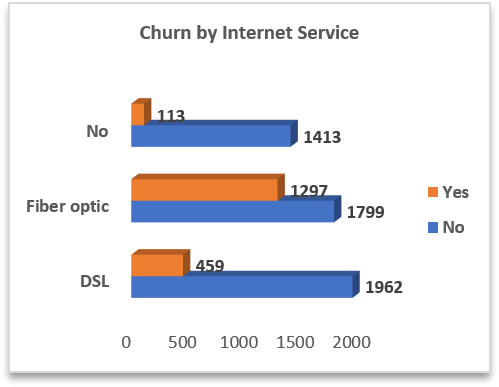 Churn by Internet Service
No
113
1413
Fiber optic
1297
1799
DSL
459
1962
Yes
No
0
500
1000
1500
2000